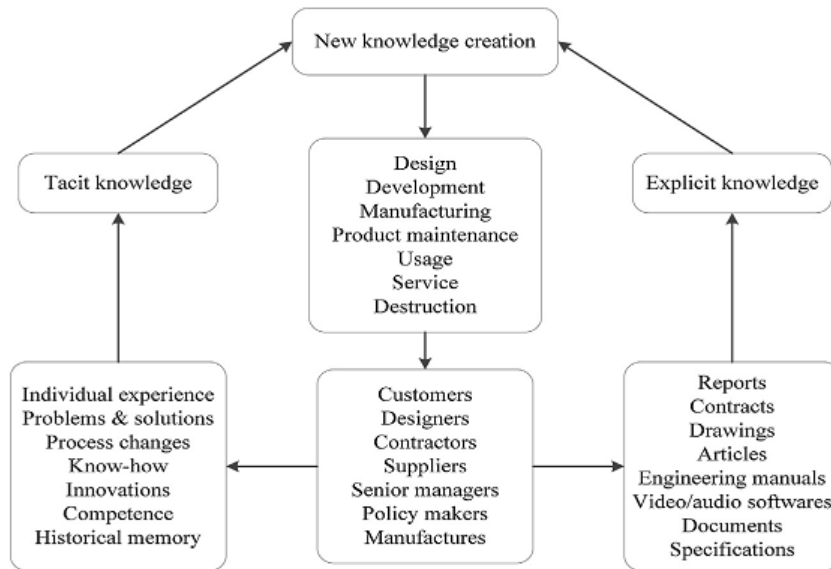 New knowledge creation
Tacit knowledge
Design
Development
Manufacturing
Product maintenance
Usage
Service
Destruction
Explicit knowledge
Individual experience
Problems & solutions
Process changes
Know-how
Innovations
Competence
Historical memory
Customers
Designers
Contractors
Suppliers
Senior managers
Policy makers
Manufactures
Reports
Contracts
Drawings
Articles
Engineering manuals
Video/audio softwares
Documents
Specifications